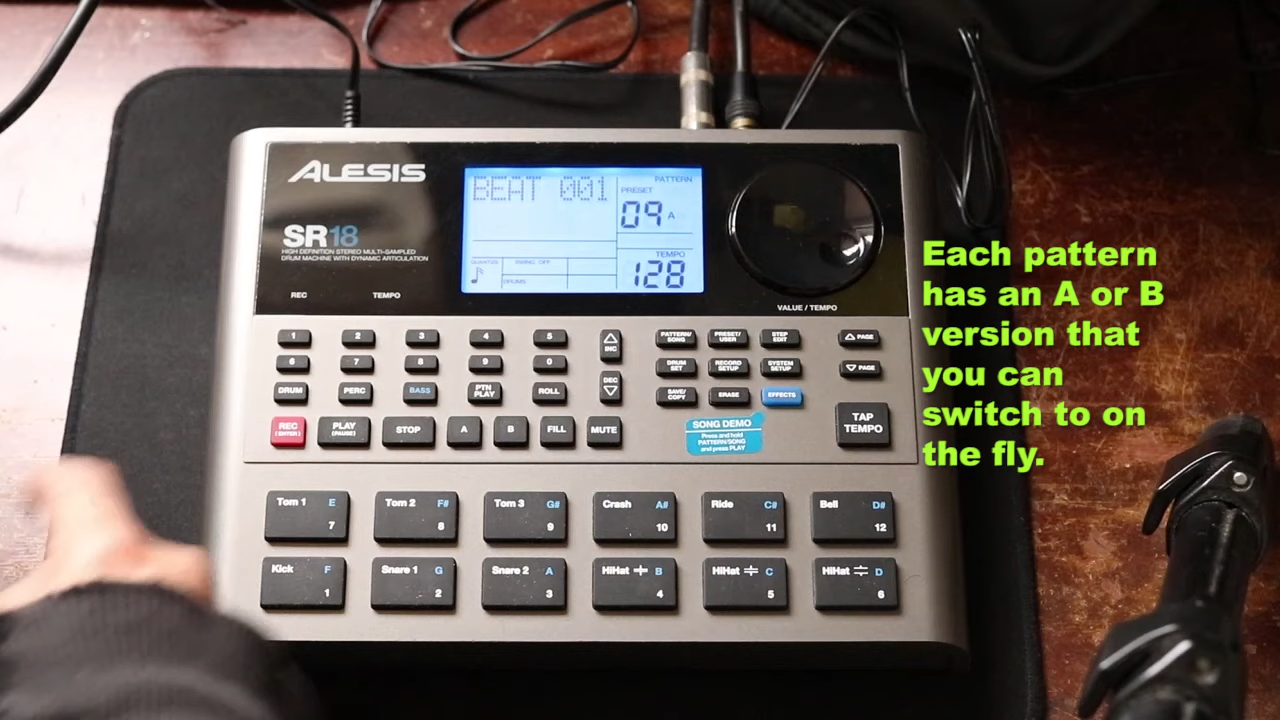 ALESIS
SR18
HIGH DEFINITION STEREO MULTI-SAMPLED
DRUM MACHINE WITH DYNAMIC ARTICULATION
REC TEMPO
BEAT 001
PATTERN
PRESET
09 A
TEMPO
128
QUANTIZE
SWING OFF
DRUMS
VALUE / TEMPO
1 2 3 4 5
6 7 8 9 0
INC
DEC
DRUM PERC BASS PTN PLAY ROLL
REC (ENTER) PLAY (PAUSE) STOP A B FILL MUTE
PATTERN/SONG PRESET/USER STEP EDIT PAGE
DRUM SET RECORD SETUP SYSTEM SETUP PAGE
SAVE/COPY ERASE EFFECTS
TAP TEMPO
SONG DEMO
Press and hold
PATTERN/SONG
and press PLAY
Tom 1 E 7
Tom 2 F# 8
Tom 3 G# 9
Crash A# 10
Ride C# 11
Bell D# 12
Kick F 1
Snare 1 G 2
Snare 2 A 3
HiHat B 4
HiHat C 5
HiHat D 6
Each pattern
has an A or B
version that
you can
switch to on
the fly.